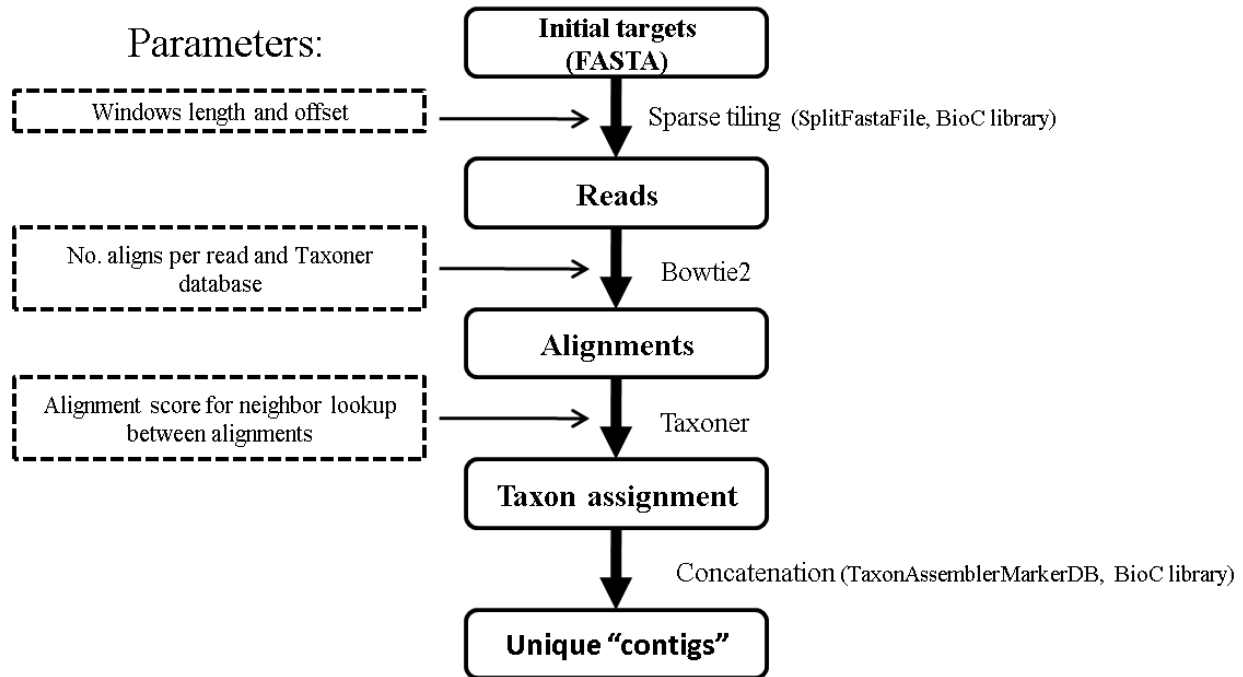 Parameters:
Initial targets
(FASTA)
Windows length and offset
Sparse tiling (SplitFastaFile, BioC library)
Reads
No. aligns per read and Taxoner
database
Bowtie2
Alignments
Alignment score for neighbor lookup
between alignments
Taxoner
Taxon assignment
Concatenation (TaxonAssemblerMarkerDB, BioC library)
Unique “contigs”